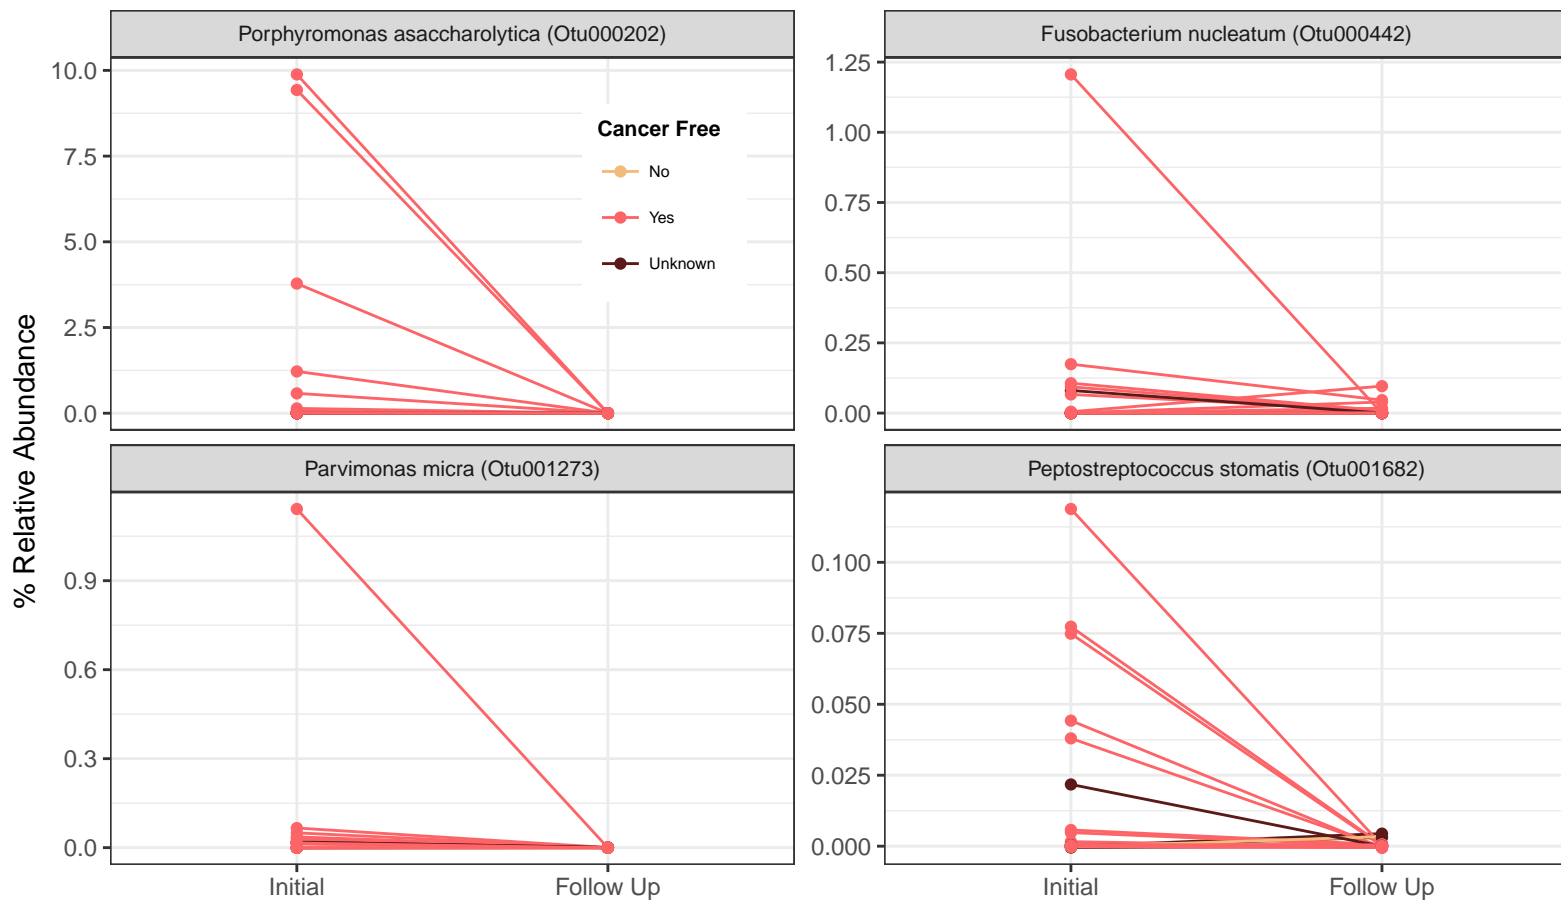 Porphyromonas asaccharolytica (Otu000202)
Fusobacterium nucleatum (Otu000442)
10.0
7.5
5.0
2.5
0.0
Cancer Free
No
Yes
Unknown
1.25
1.00
0.75
0.50
0.25
0.00
% Relative Abundance
Parvimonas micra (Otu001273)
Peptostreptococcus stomatis (Otu001682)
0.9
0.6
0.3
0.0
0.100
0.075
0.050
0.025
0.000
Initial
Follow Up
Initial
Follow Up